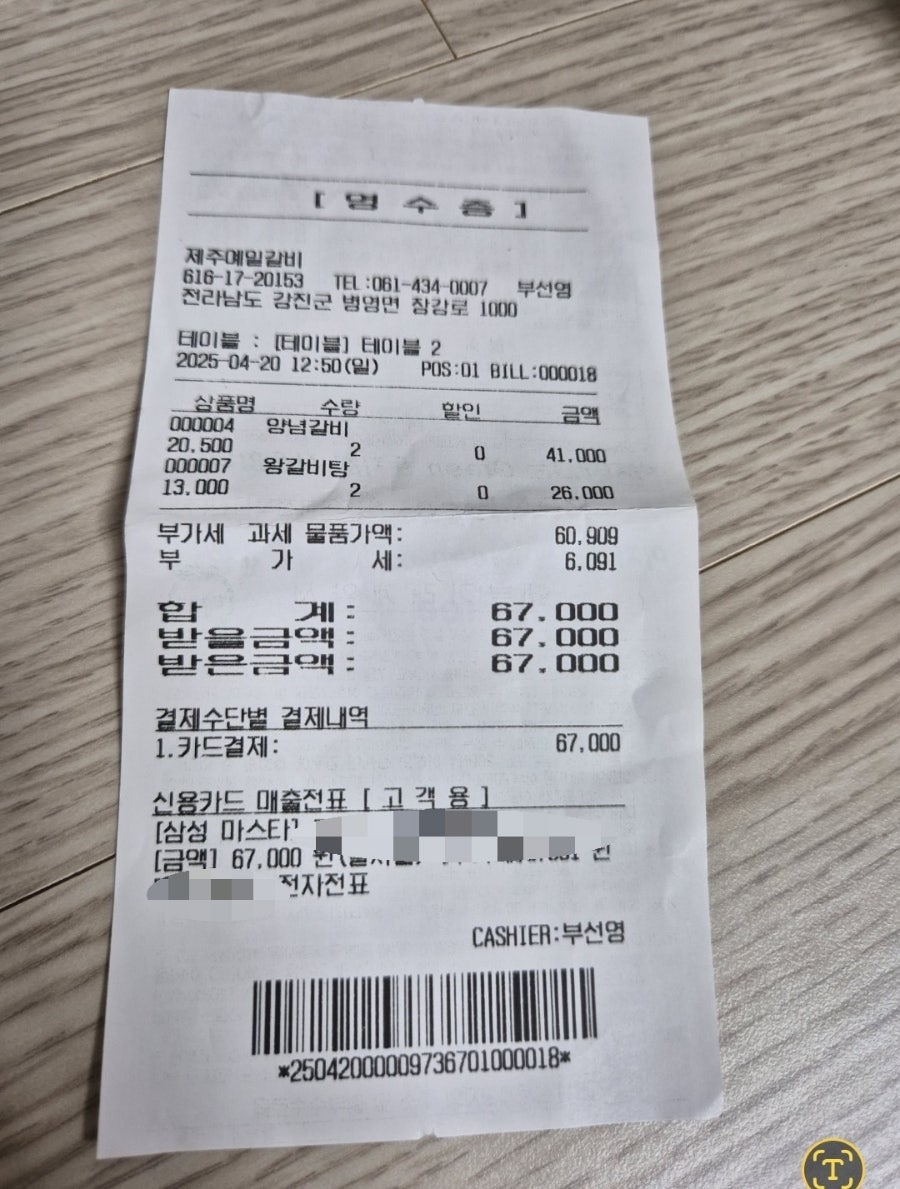 [ 영 수 증 ]
제주메밀갈비
616-17-20153 TEL:061-434-0007 부선영
전라남도 강진군 병영면 장강로 1000
테이블 : [테이블] 테이블 2
2025-04-20 12:50(일) POS:01 BILL:000018
상품명 수량 할인 금액
000004 양념갈비
20.500 2 0 41.000
000007 왕갈비탕
13.000 2 0 26.000
부가세 과세 물품가액: 60.909
부 가 세: 6.091
합 계: 67.000
받을금액: 67.000
받은금액: 67.000
결제수단별 결제내역
1.카드결제: 67.000
신용카드 매출전표 [ 고 객 용 ]
[삼성 마스타]
[금액] 67.000 원
전자전표
CASHIER:부선영
*25042000009736701000018*